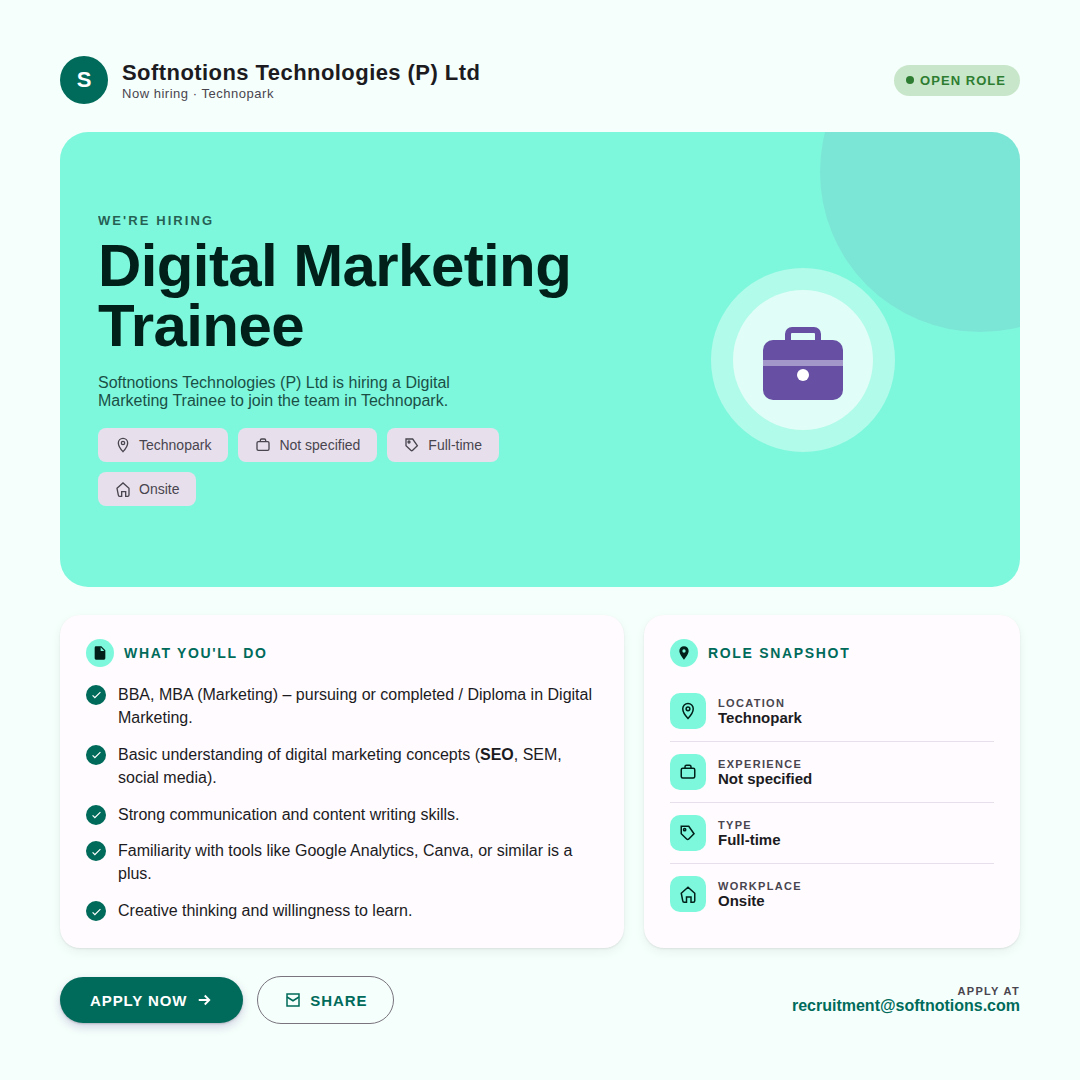 S
Softnotions Technologies (P) Ltd
Now hiring · Technopark
OPEN ROLE
WE'RE HIRING
Digital Marketing
Trainee
Softnotions Technologies (P) Ltd is hiring a Digital
Marketing Trainee to join the team in Technopark.
Technopark
Not specified
Full-time
Onsite
WHAT YOU'LL DO
BBA, MBA (Marketing) – pursuing or completed / Diploma in Digital
Marketing.
Basic understanding of digital marketing concepts (SEO, SEM,
social media).
Strong communication and content writing skills.
Familiarity with tools like Google Analytics, Canva, or similar is a
plus.
Creative thinking and willingness to learn.
ROLE SNAPSHOT
LOCATION
Technopark
EXPERIENCE
Not specified
TYPE
Full-time
WORKPLACE
Onsite
APPLY NOW
SHARE
APPLY AT
recruitment@softnotions.com